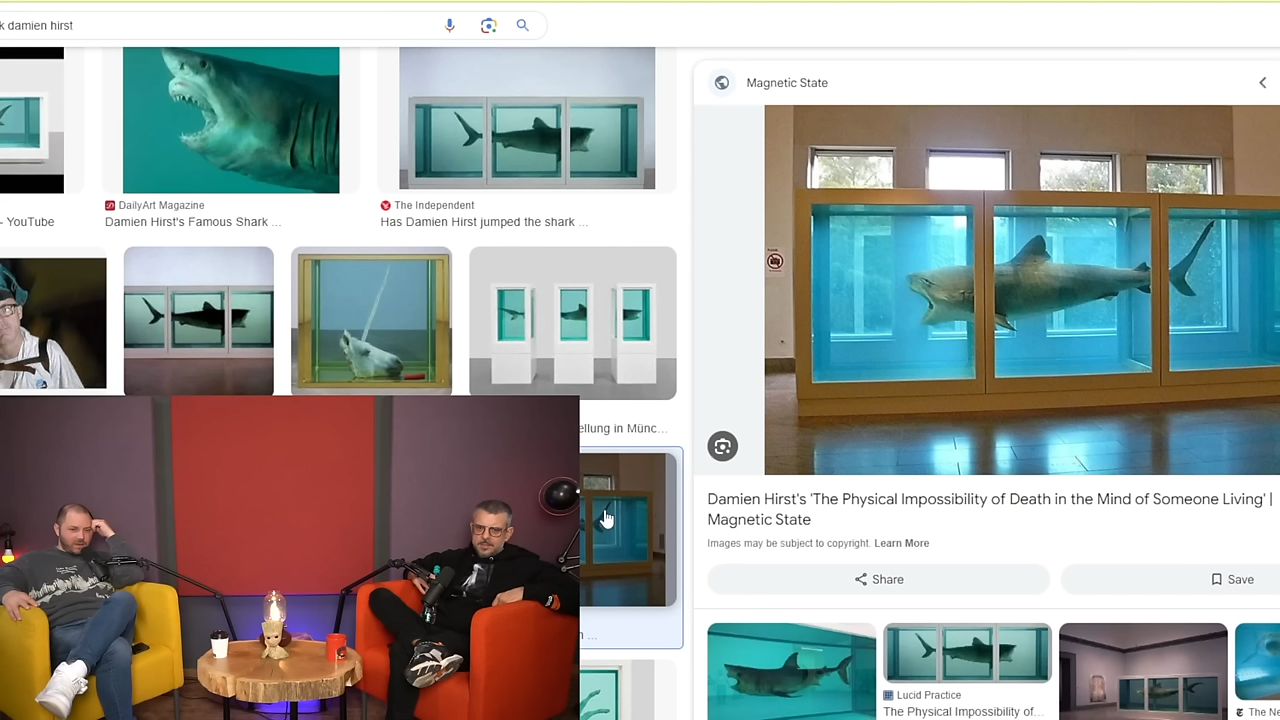 k damien hirst
Magnetic State
DailyArt Magazine
The Independent
- YouTube
Damien Hirst's Famous Shark ...
Has Damien Hirst jumped the shark ...
ellung in Münc...
Damien Hirst's 'The Physical Impossibility of Death in the Mind of Someone Living' |
Magnetic State
Images may be subject to copyright. Learn More
Share
Save
n ...
Lucid Practice
The Physical Impossibility of...
The Ne